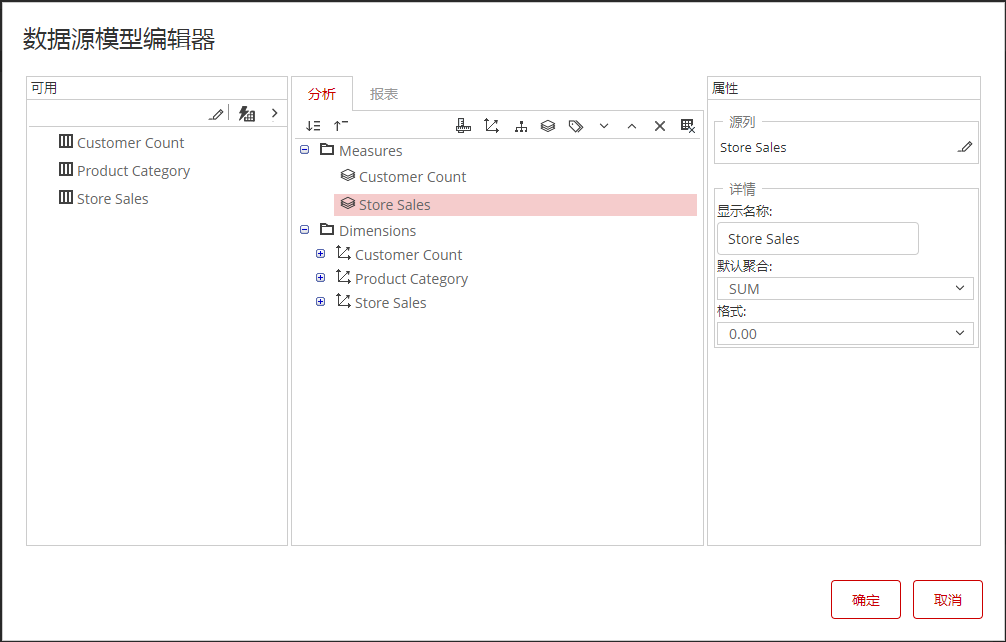 数据源模型编辑器
可用
Customer Count
Product Category
Store Sales
分析 报表
Measures
Customer Count
Store Sales
Dimensions
Customer Count
Product Category
Store Sales
属性
源列
Store Sales
详情
显示名称:
Store Sales
默认聚合:
SUM
格式:
0.00
确定 取消